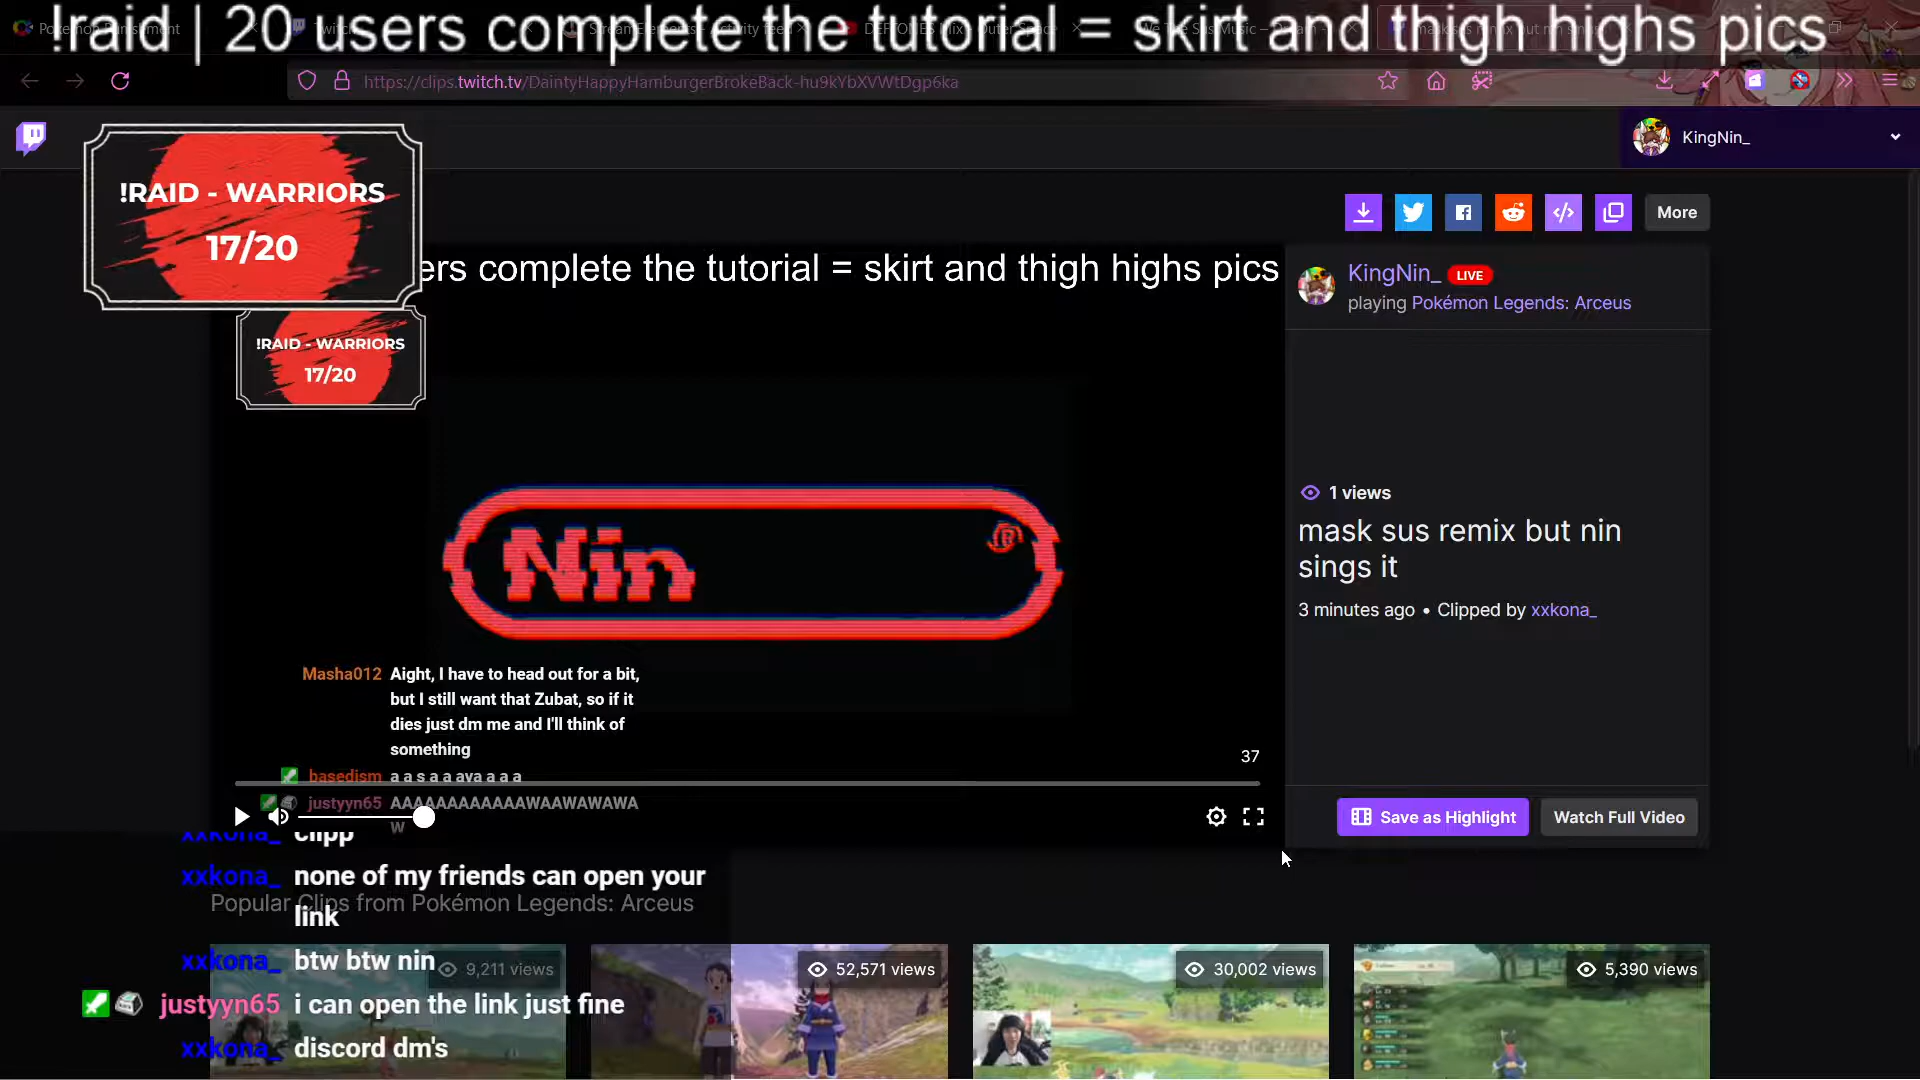 !raid | 20 users complete the tutorial = skirt and thigh highs pics
https://clips.twitch.tv/DaintyHappyHamburgerBrokeBack-hu9kYbXVWtDgp6ka
KingNin_
!RAID - WARRIORS
17/20
More
ers complete the tutorial = skirt and thigh highs pics
KingNin_ LIVE
playing Pokémon Legends: Arceus
!RAID - WARRIORS
17/20
Nin ®
1 views
mask sus remix but nin
sings it
3 minutes ago • Clipped by xxkona_
Masha012 Aight, I have to head out for a bit,
but I still want that Zubat, so if it
dies just dm me and I'll think of
something
37
basedism a a s a a ava a a a
justyyn65 AAAAAAAAAAAAWAAWAWAWA
W
Save as Highlight
Watch Full Video
xxkona_ clipp
xxkona_ none of my friends can open your
link
Popular Clips from Pokémon Legends: Arceus
xxkona_ btw btw nin
9,211 views
52,571 views
30,002 views
5,390 views
justyyn65 i can open the link just fine
xxkona_ discord dm's